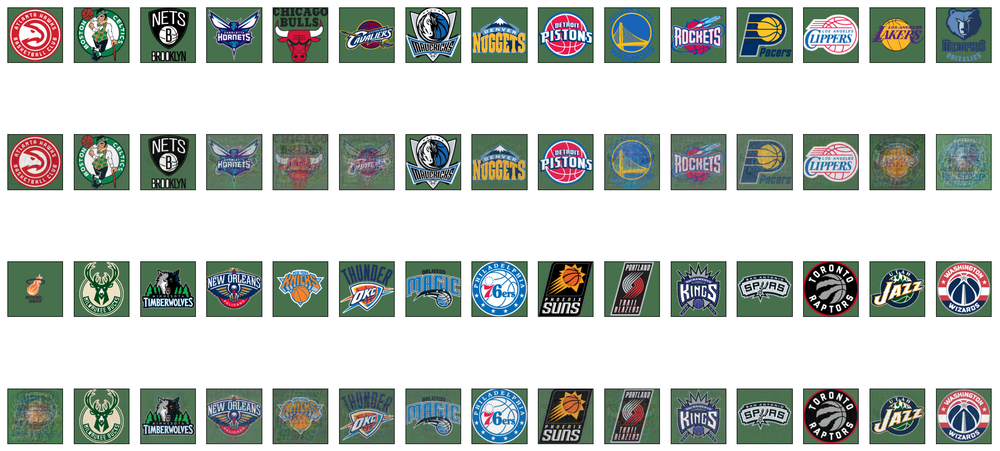 ATLANTA HAWKS
BASKETBALL CLUB
BOSTON
CELTICS
NETS
B
BROOKLYN
CHARLOTTE
HORNETS
CHICAGO
BULLS
CLEVELAND
CAVALIERS
DALLAS
MAVERICKS
DENVER
NUGGETS
DETROIT
PISTONS
GOLDEN STATE
WARRIORS
ROCKETS
Pacers
LOS ANGELES
CLIPPERS
LOS ANGELES
LAKERS
MEMPHIS
GRIZZLIES
ATLANTA HAWKS
BASKETBALL CLUB
BOSTON
CELTICS
NETS
B
BROOKLYN
CHARLOTTE
HORNETS
CHICAGO
CAVALIERS
DALLAS
MAVERICKS
DENVER
NUGGETS
DETROIT
PISTONS
ROCKETS
Pacers
LOS ANGELES
CLIPPERS
MIAMI
HEAT
MILWAUKEE BUCKS
MINNESOTA
TIMBERWOLVES
NEW ORLEANS
PELICANS
NEW YORK
KNICKS
THUNDER
OKC
ORLANDO
MAGIC
PHILADELPHIA
76ers
PHOENIX
SUNS
PORTLAND
TRAIL
BLAZERS
SACRAMENTO
KINGS
SAN ANTONIO
SPURS
TORONTO
RAPTORS
UTAH
JAZZ
WASHINGTON
WIZARDS
MILWAUKEE BUCKS
MINNESOTA
TIMBERWOLVES
NEW ORLEANS
PELICANS
NEW YORK
KNICKS
THUNDER
OKC
ORLANDO
MAGIC
PHILADELPHIA
76ers
PHOENIX
SUNS
PORTLAND
TRAIL
BLAZERS
SACRAMENTO
KINGS
SAN ANTONIO
SPURS
TORONTO
RAPTORS
UTAH
JAZZ
WASHINGTON
WIZARDS